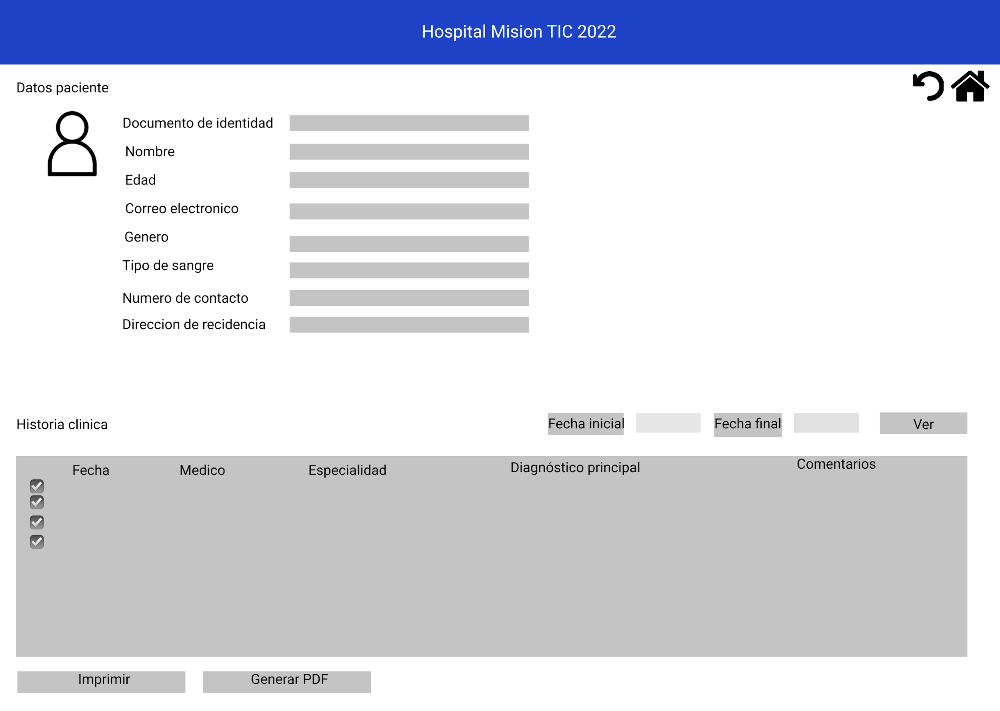 Hospital Mision TIC 2022
Datos paciente
Documento de identidad
Nombre
Edad
Correo electronico
Genero
Tipo de sangre
Numero de contacto
Direccion de recidencia
Historia clinica
Fecha inicial
Fecha final
Ver
Fecha
Medico
Especialidad
Diagnóstico principal
Comentarios
Imprimir
Generar PDF